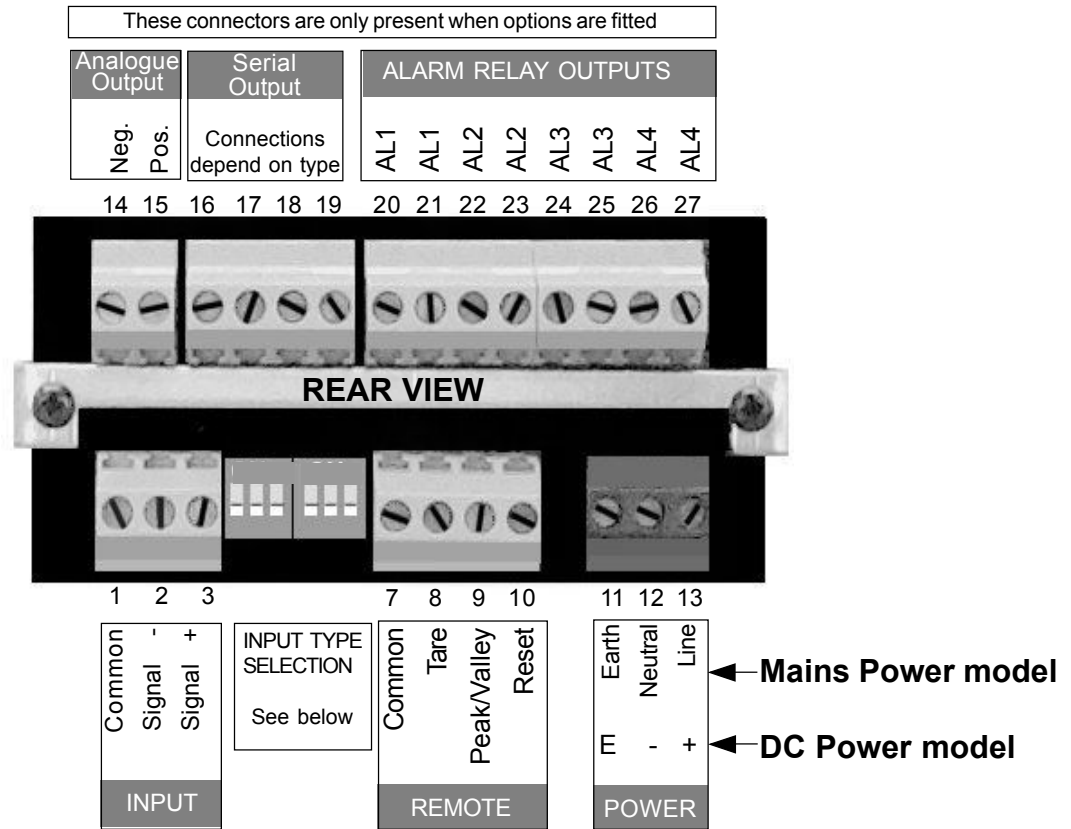 These connectors are only present when options are fitted
Analogue
Output
Serial
Output
ALARM RELAY OUTPUTS
Neg.
Pos.
Connections
depend on type
AL1
AL1
AL2
AL2
AL3
AL3
AL4
AL4
14 15 16 17 18 19 20 21 22 23 24 25 26 27
REAR VIEW
1 2 3 7 8 9 10 11 12 13
Common
Signal -
Signal +
INPUT TYPE
SELECTION
See below
Common
Tare
Peak/Valley
Reset
Earth
Neutral
Line
Mains Power model
E - +
DC Power model
INPUT
REMOTE
POWER